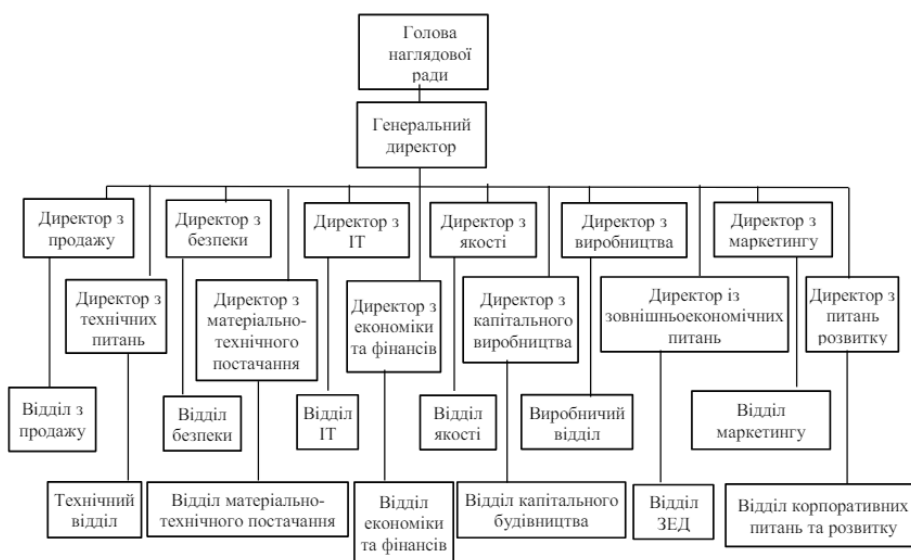 Голова
наглядової
ради
Генеральний
директор
Директор з
продажу
Директор з
безпеки
Директор з
ІТ
Директор з
якості
Директор з
виробництва
Директор з
маркетингу
Директор з
технічних
питань
Директор з
матеріально-
технічного
постачання
Директор з
економіки
та фінансів
Директор з
капітального
виробництва
Директор із
зовнішньоекономічних
питань
Директор з
питань
розвитку
Відділ з
продажу
Відділ
безпеки
Відділ
ІТ
Відділ
якості
Виробничий
відділ
Відділ
маркетингу
Технічний
відділ
Відділ матеріально-
технічного постачання
Відділ
економіки
та фінансів
Відділ капітального
будівництва
Відділ
ЗЕД
Відділ корпоративних
питань та розвитку